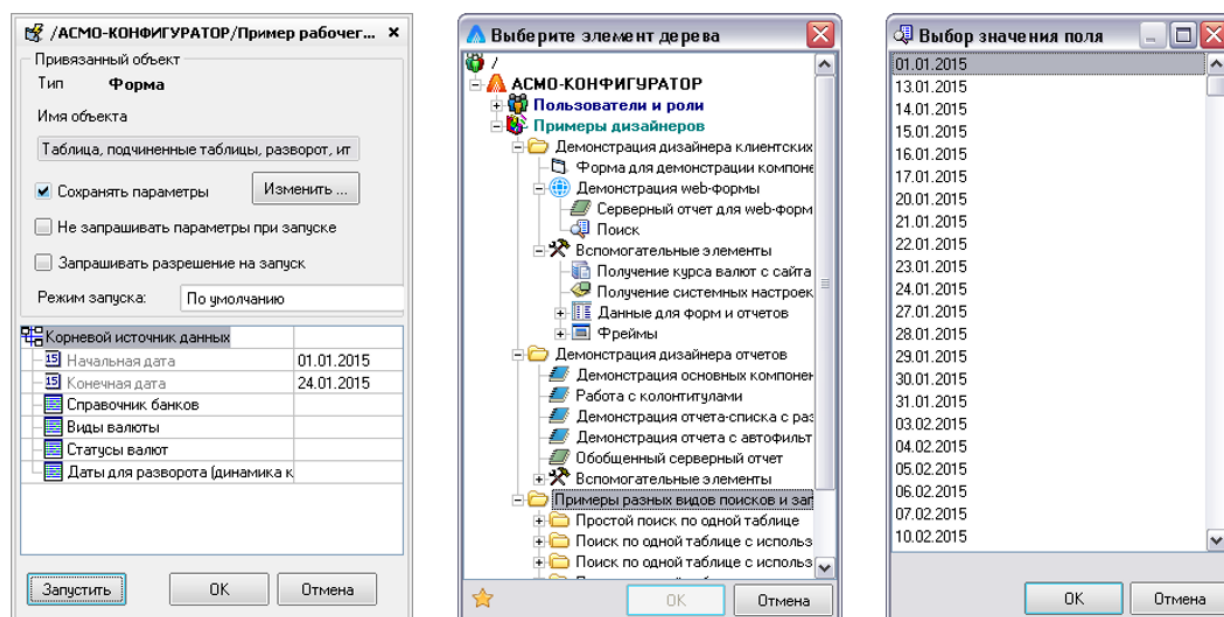 /АСМО-КОНФИГУРАТОР/Пример рабочег...
Привязанный объект
Тип Форма
Имя объекта
Таблица, подчиненные таблицы, разворот, ит
Сохранять параметры
Изменить ...
Не запрашивать параметры при запуске
Запрашивать разрешение на запуск
Режим запуска: По умолчанию
Корневой источник данных
15 Начальная дата 01.01.2015
15 Конечная дата 24.01.2015
Справочник банков
Виды валюты
Статусы валют
Даты для разворота (динамика к
Запустить
OK
Отмена
Выберите элемент дерева
/
АСМО-КОНФИГУРАТОР
Пользователи и роли
Примеры дизайнеров
Демонстрация дизайнера клиентских
Форма для демонстрации компоне
Демонстрация web-формы
Серверный отчет для web-форм
Поиск
Вспомогательные элементы
Получение курса валют с сайта
Получение системных настроек
Данные для форм и отчетов
Фреймы
Демонстрация дизайнера отчетов
Демонстрация основных компонен
Работа с колонтитулами
Демонстрация отчета-списка с раз
Демонстрация отчета с автофильт
Обобщенный серверный отчет
Вспомогательные элементы
Примеры разных видов поисков и зап
Простой поиск по одной таблице
Поиск по одной таблице с использ
Поиск по одной таблице с использ
OK
Отмена
Выбор значения поля
01.01.2015
13.01.2015
14.01.2015
15.01.2015
16.01.2015
17.01.2015
20.01.2015
21.01.2015
22.01.2015
23.01.2015
24.01.2015
27.01.2015
28.01.2015
29.01.2015
30.01.2015
31.01.2015
03.02.2015
04.02.2015
05.02.2015
06.02.2015
07.02.2015
10.02.2015
OK
Отмена